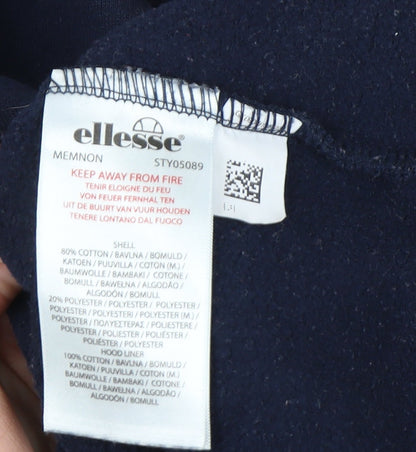 ellesse
MEMNON STY05089
KEEP AWAY FROM FIRE
TENIR ELOIGNE DU FEU
VON FEUER FERNHAL TEN
UIT DE BUURT VAN VUUR HOUDEN
TENERE LONTANO DAL FUOCO
SHELL
80% COTTON / BAVLNA / BOMULD /
KATOEN / PUUVILLA / COTON (M.) /
BAUMWOLLE / BAMBAKI / COTONE /
BOMULL / BAWEŁNA / ALGODÃO /
ALGODÓN / BOMULL
20% POLYESTER / POLYESTER / POLYESTER /
POLYESTER / POLYESTERI / POLYESTER (M.) /
POLYESTER / ΠΟΛΥΕΣΤΕΡΑΣ / POLIESTERE /
POLYESTER / POLIESTER / POLIÉSTER /
POLIÉSTER / POLYESTER
HOOD LINER
100% COTTON / BAVLNA / BOMULD /
KATOEN / PUUVILLA / COTON (M.) /
BAUMWOLLE / BAMBAKI / COTONE /
BOMULL / BAWEŁNA / ALGODÃO /
ALGODÓN / BOMULL